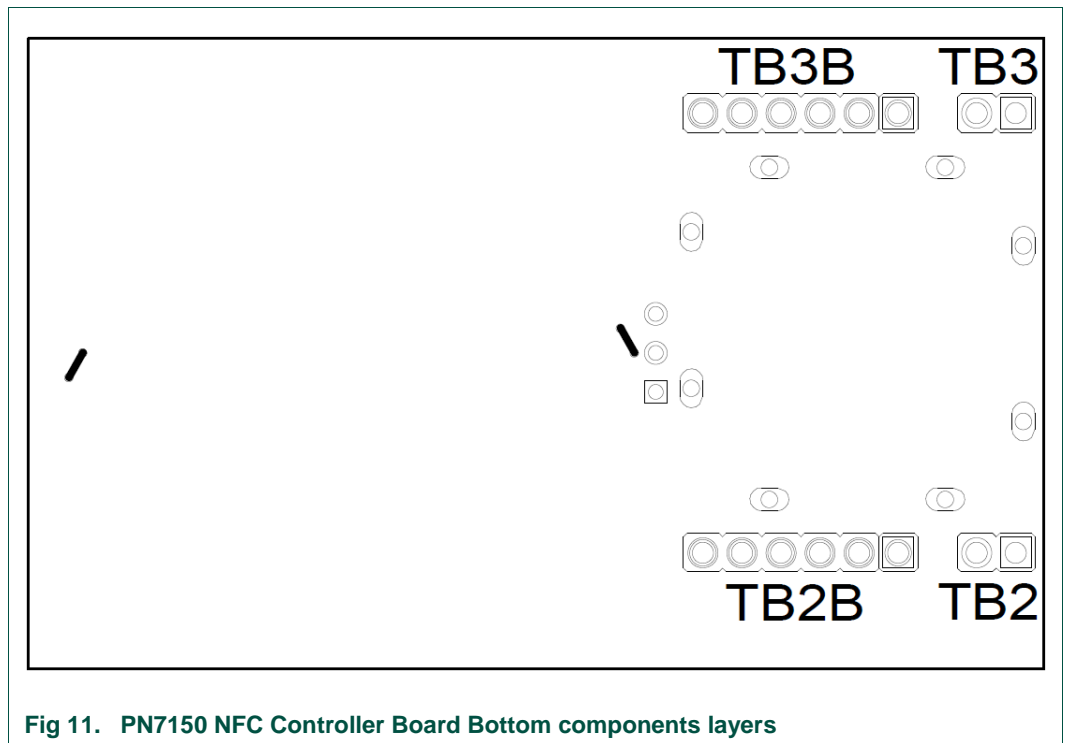 TB3B TB3
TB2B TB2
Fig 11. PN7150 NFC Controller Board Bottom components layers